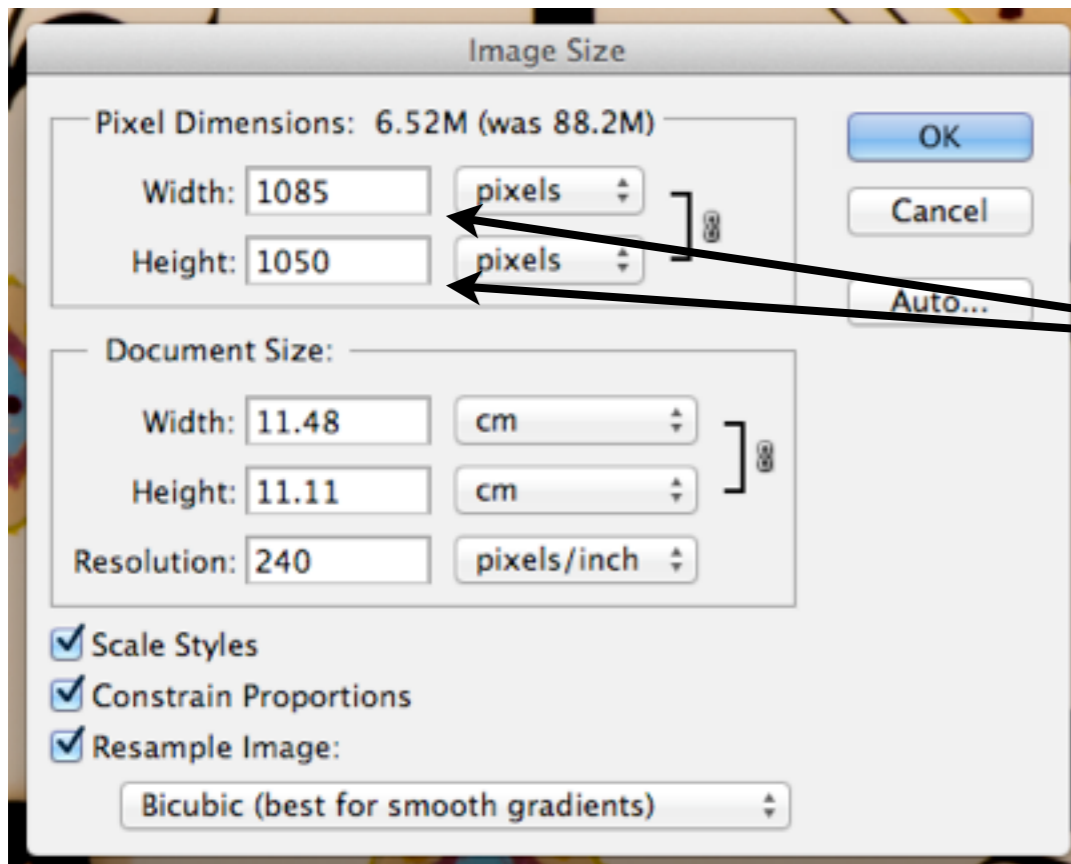 Image Size
Pixel Dimensions: 6.52M (was 88.2M)
OK
Width: 1085 pixels
Cancel
Height: 1050 pixels
Auto...
Document Size:
Width: 11.48 cm
Height: 11.11 cm
Resolution: 240 pixels/inch
Scale Styles
Constrain Proportions
Resample Image:
Bicubic (best for smooth gradients)